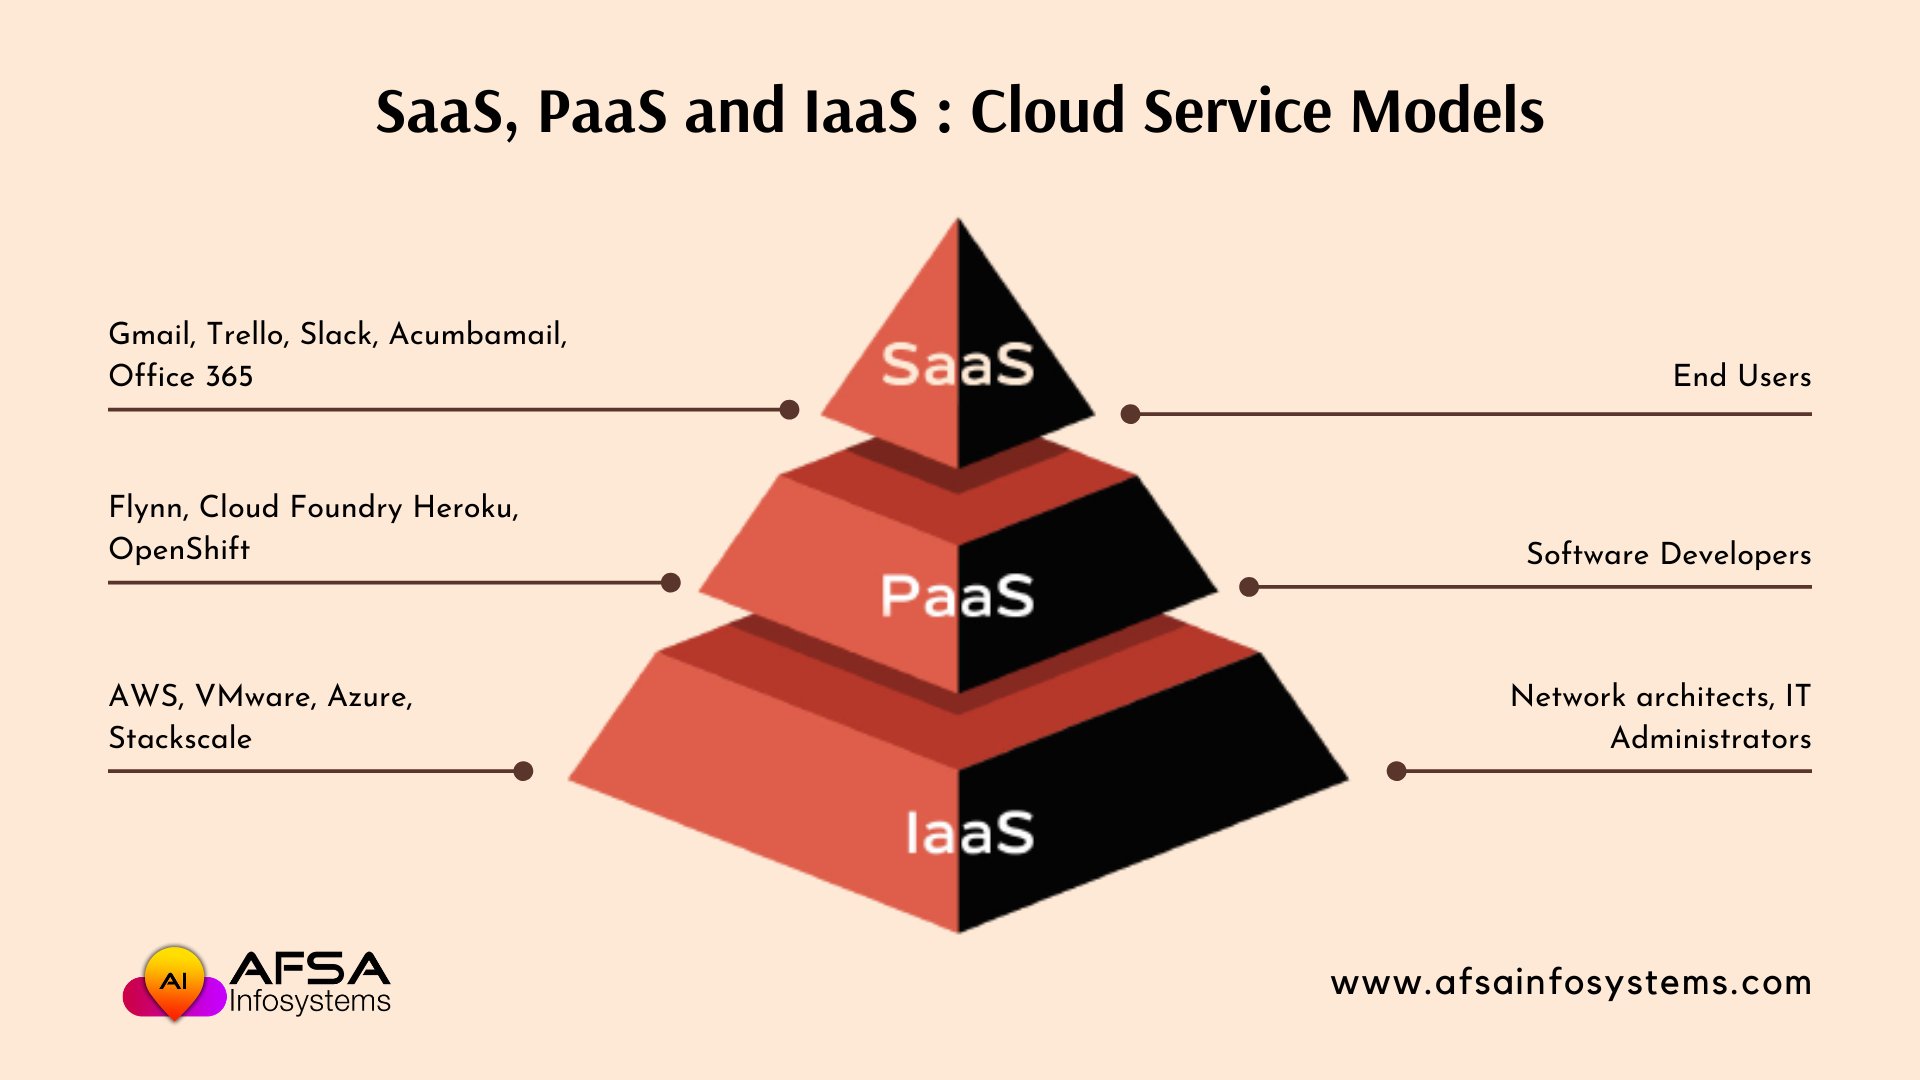 SaaS, PaaS and IaaS : Cloud Service Models
Gmail, Trello, Slack, Acumbamail,
Office 365
SaaS
End Users
Flynn, Cloud Foundry Heroku,
OpenShift
PaaS
Software Developers
AWS, VMware, Azure,
Stackscale
IaaS
Network architects, IT
Administrators
AI
AFSA
Infosystems
www.afsainfosystems.com